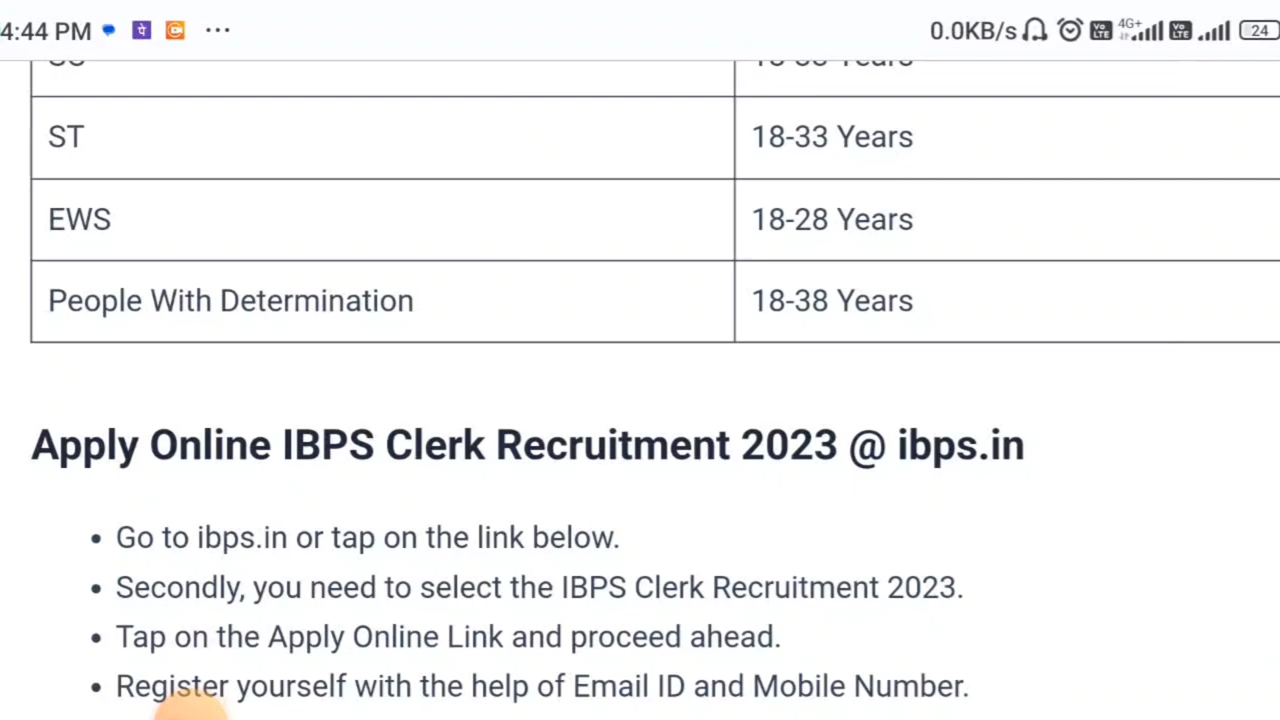 4:44 PM
0.0KB/s
4G+
24
ST
18-33 Years
EWS
18-28 Years
People With Determination
18-38 Years
Apply Online IBPS Clerk Recruitment 2023 @ ibps.in
• Go to ibps.in or tap on the link below.
• Secondly, you need to select the IBPS Clerk Recruitment 2023.
• Tap on the Apply Online Link and proceed ahead.
• Register yourself with the help of Email ID and Mobile Number.